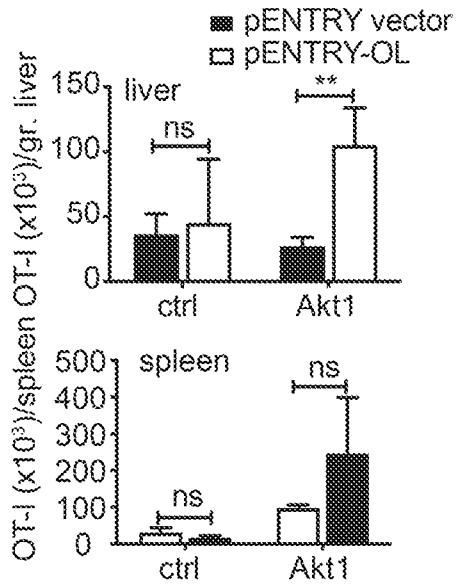 pENTRY vector
pENTRY-OL
OT-I (x10³)/spleen OT-I (x10³)/gr. liver
150
liver
**
ns
100
50
0
ctrl
Akt1
500
spleen
ns
400
300
200
ns
100
0
ctrl
Akt1